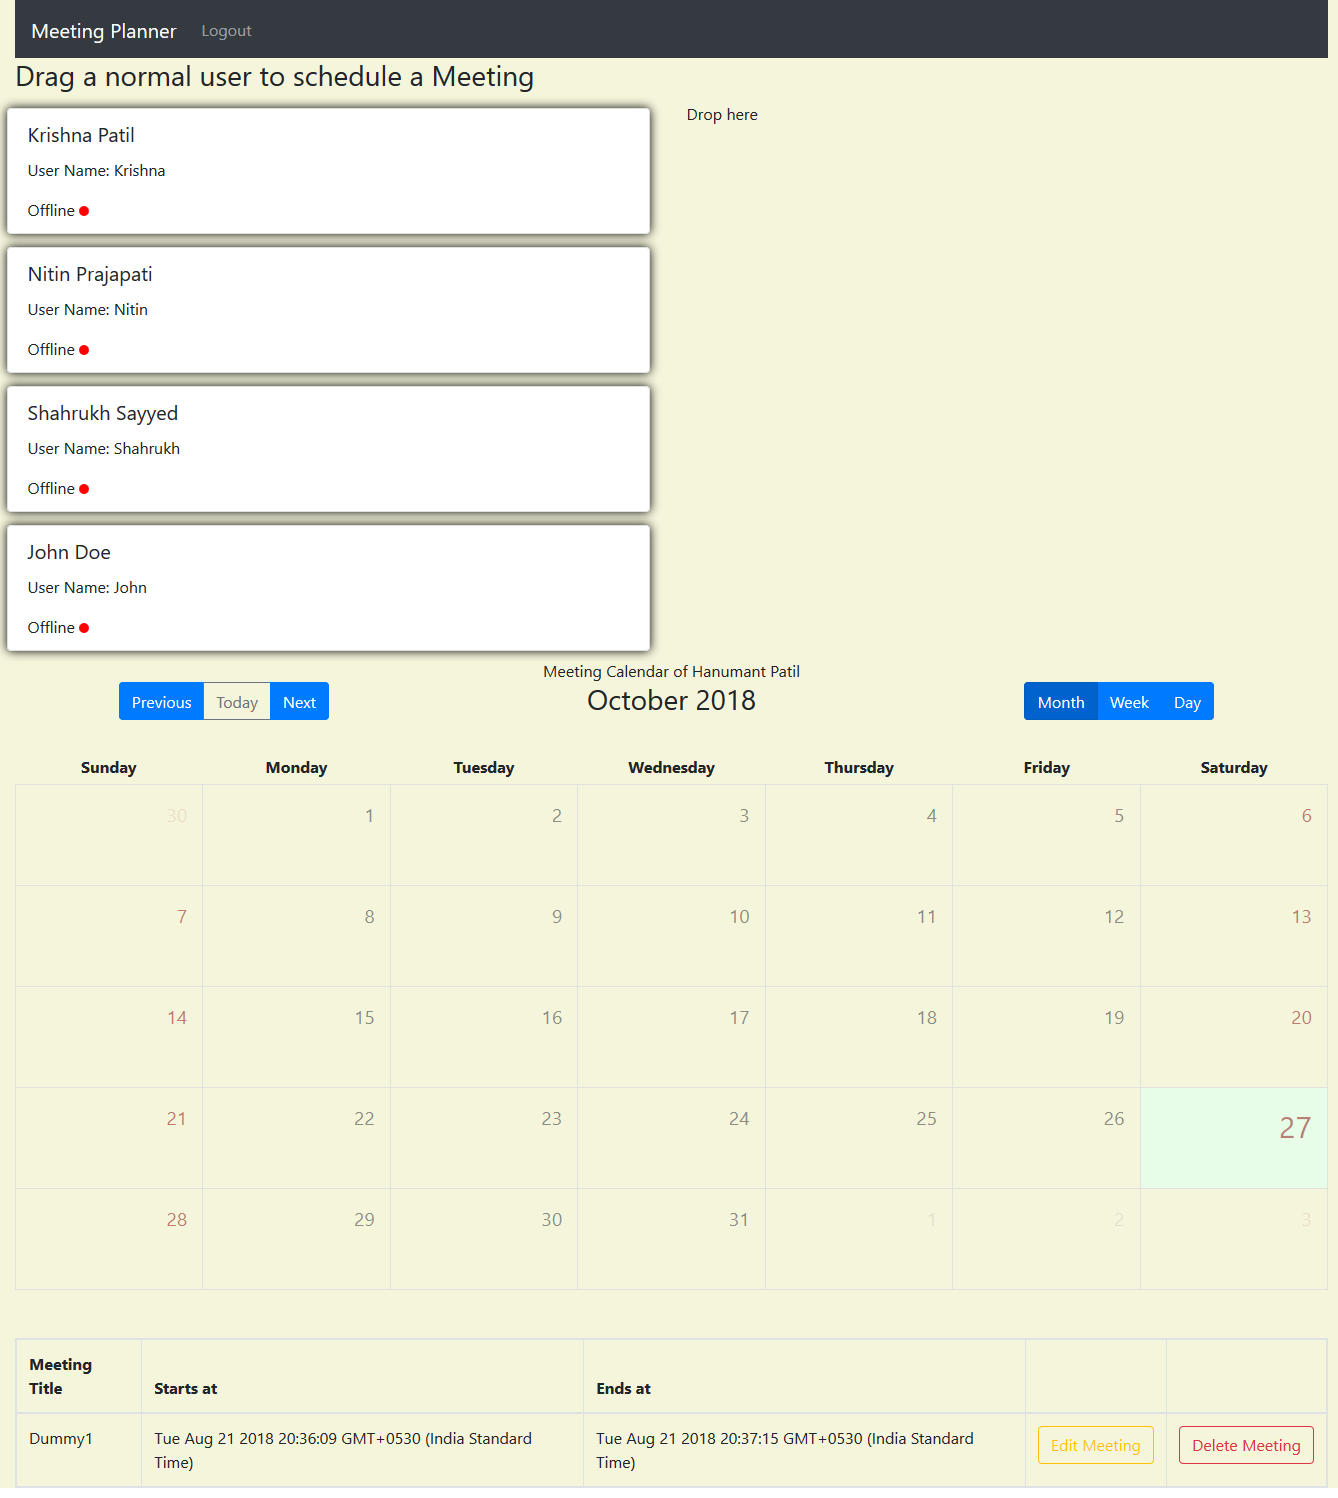 Meeting Planner Logout
Drag a normal user to schedule a Meeting
Krishna Patil
User Name: Krishna
Offline
Nitin Prajapati
User Name: Nitin
Offline
Shahrukh Sayyed
User Name: Shahrukh
Offline
John Doe
User Name: John
Offline
Drop here
Meeting Calendar of Hanumant Patil
Previous Today Next
October 2018
Month Week Day
Sunday Monday Tuesday Wednesday Thursday Friday Saturday
30 1 2 3 4 5 6
7 8 9 10 11 12 13
14 15 16 17 18 19 20
21 22 23 24 25 26 27
28 29 30 31 1 2 3
Meeting
Title
Starts at
Ends at
Dummy1
Tue Aug 21 2018 20:36:09 GMT+0530 (India Standard
Time)
Tue Aug 21 2018 20:37:15 GMT+0530 (India Standard
Time)
Edit Meeting
Delete Meeting